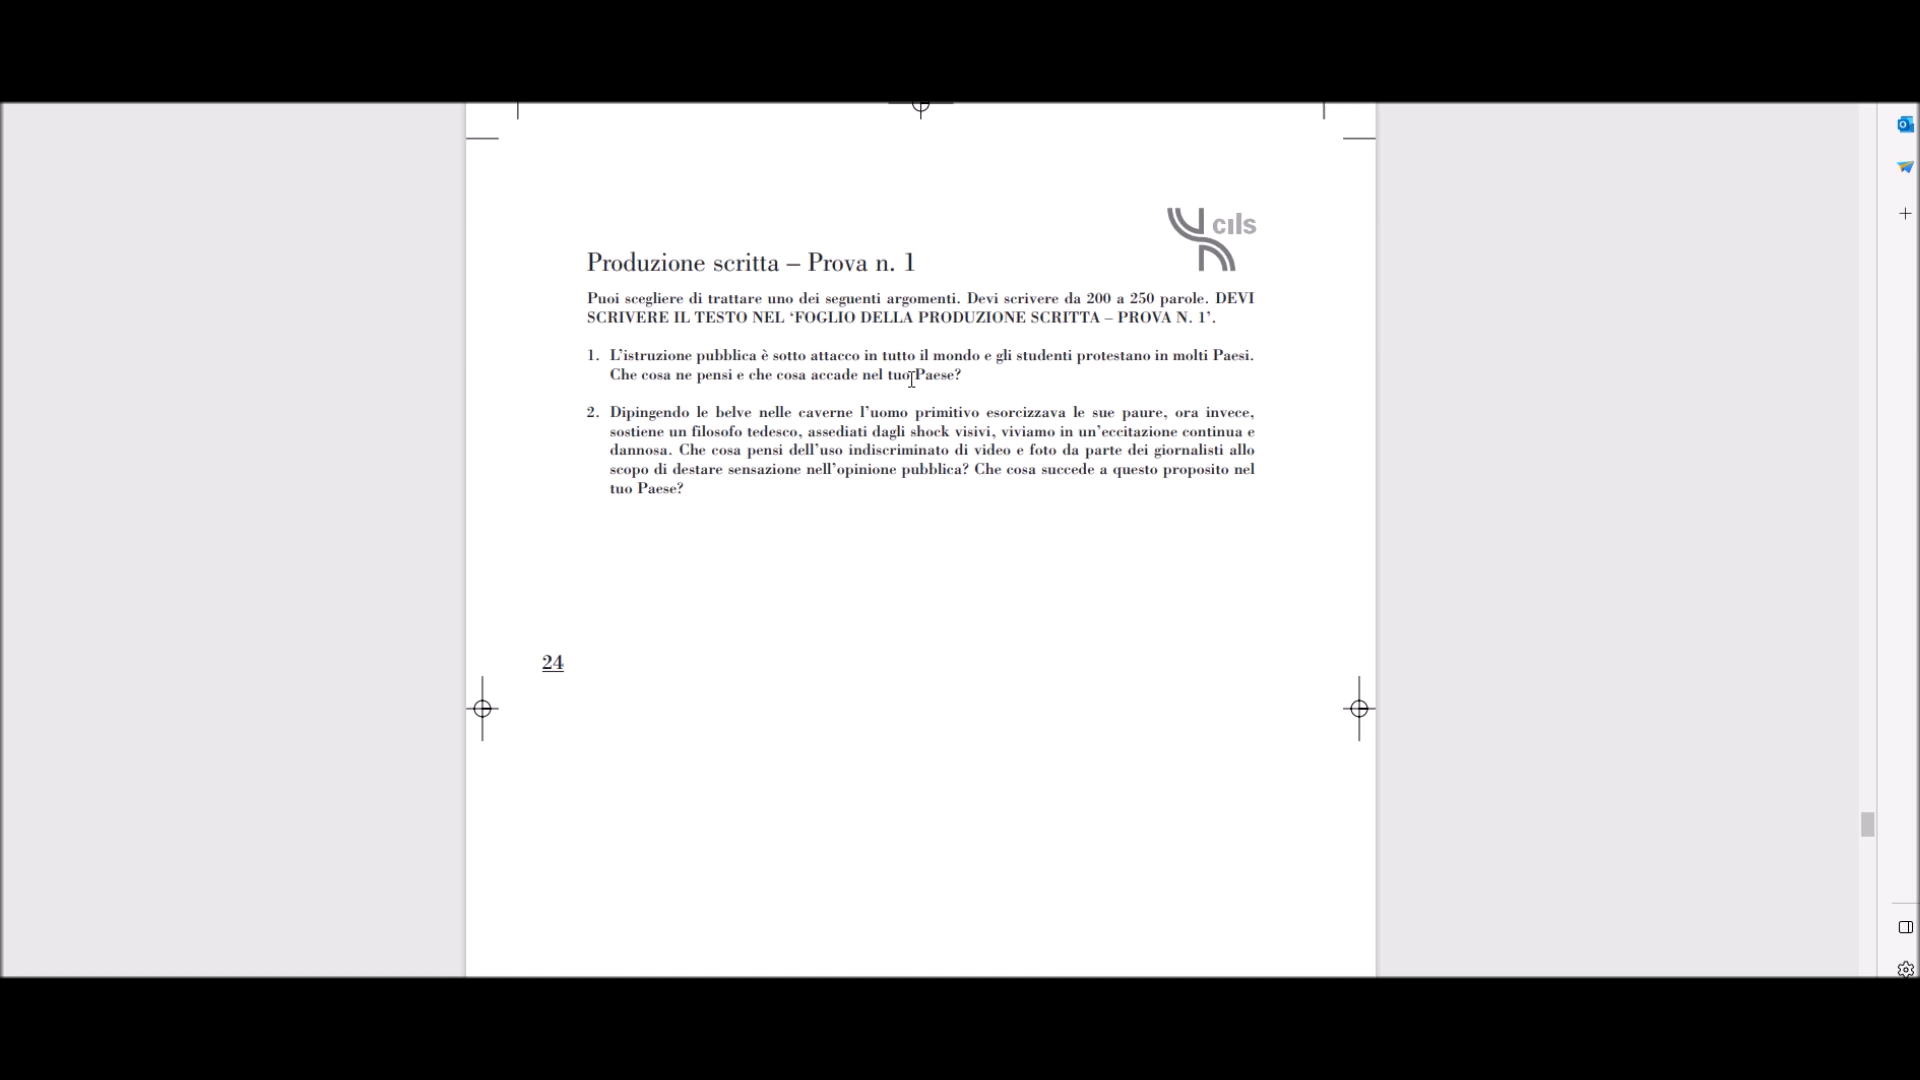 cils
Produzione scritta – Prova n. 1
Puoi scegliere di trattare uno dei seguenti argomenti. Devi scrivere da 200 a 250 parole. DEVI
SCRIVERE IL TESTO NEL ‘FOGLIO DELLA PRODUZIONE SCRITTA – PROVA N. 1’.
1. L’istruzione pubblica è sotto attacco in tutto il mondo e gli studenti protestano in molti Paesi.
Che cosa ne pensi e che cosa accade nel tuo Paese?
2. Dipingendo le belve nelle caverne l’uomo primitivo esorcizzava le sue paure, ora invece,
sostiene un filosofo tedesco, assediati dagli shock visivi, viviamo in un’eccitazione continua e
dannosa. Che cosa pensi dell’uso indiscriminato di video e foto da parte dei giornalisti allo
scopo di destare sensazione nell’opinione pubblica? Che cosa succede a questo proposito nel
tuo Paese?
24